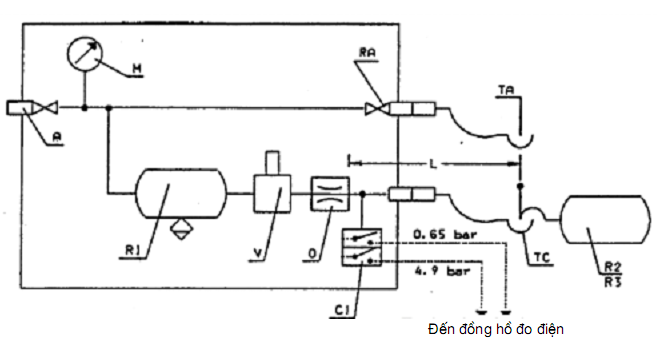 M
RA
TA
A
L
R1
V
O
0.65 bar
4.9 bar
TC
R2
R3
C1
Đến đồng hồ đo điện